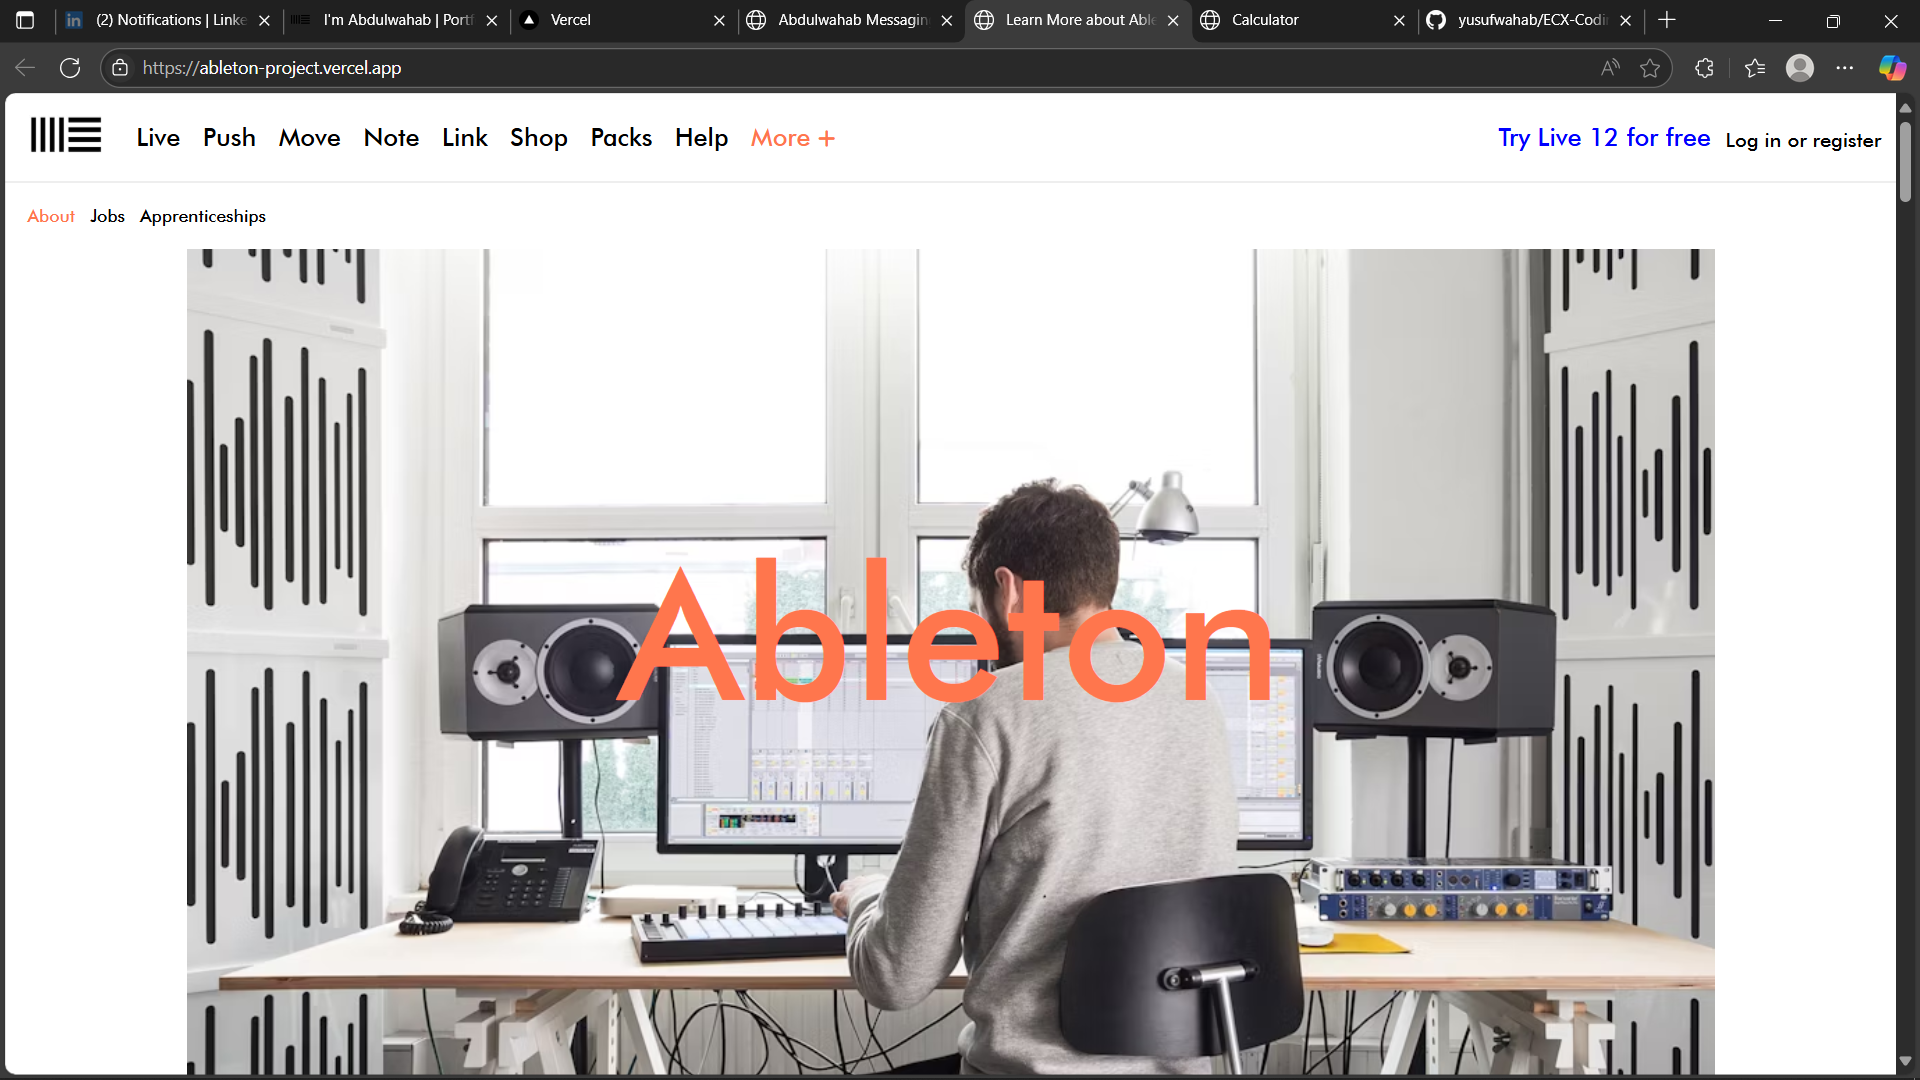 (2) Notifications | Linke
I'm Abdulwahab | Portf
Vercel
Abdulwahab Messagin
Learn More about Able
Calculator
yusufwahab/ECX-Codi
https://ableton-project.vercel.app
Live Push Move Note Link Shop Packs Help More +
Try Live 12 for free Log in or register
About Jobs Apprenticeships
Ableton